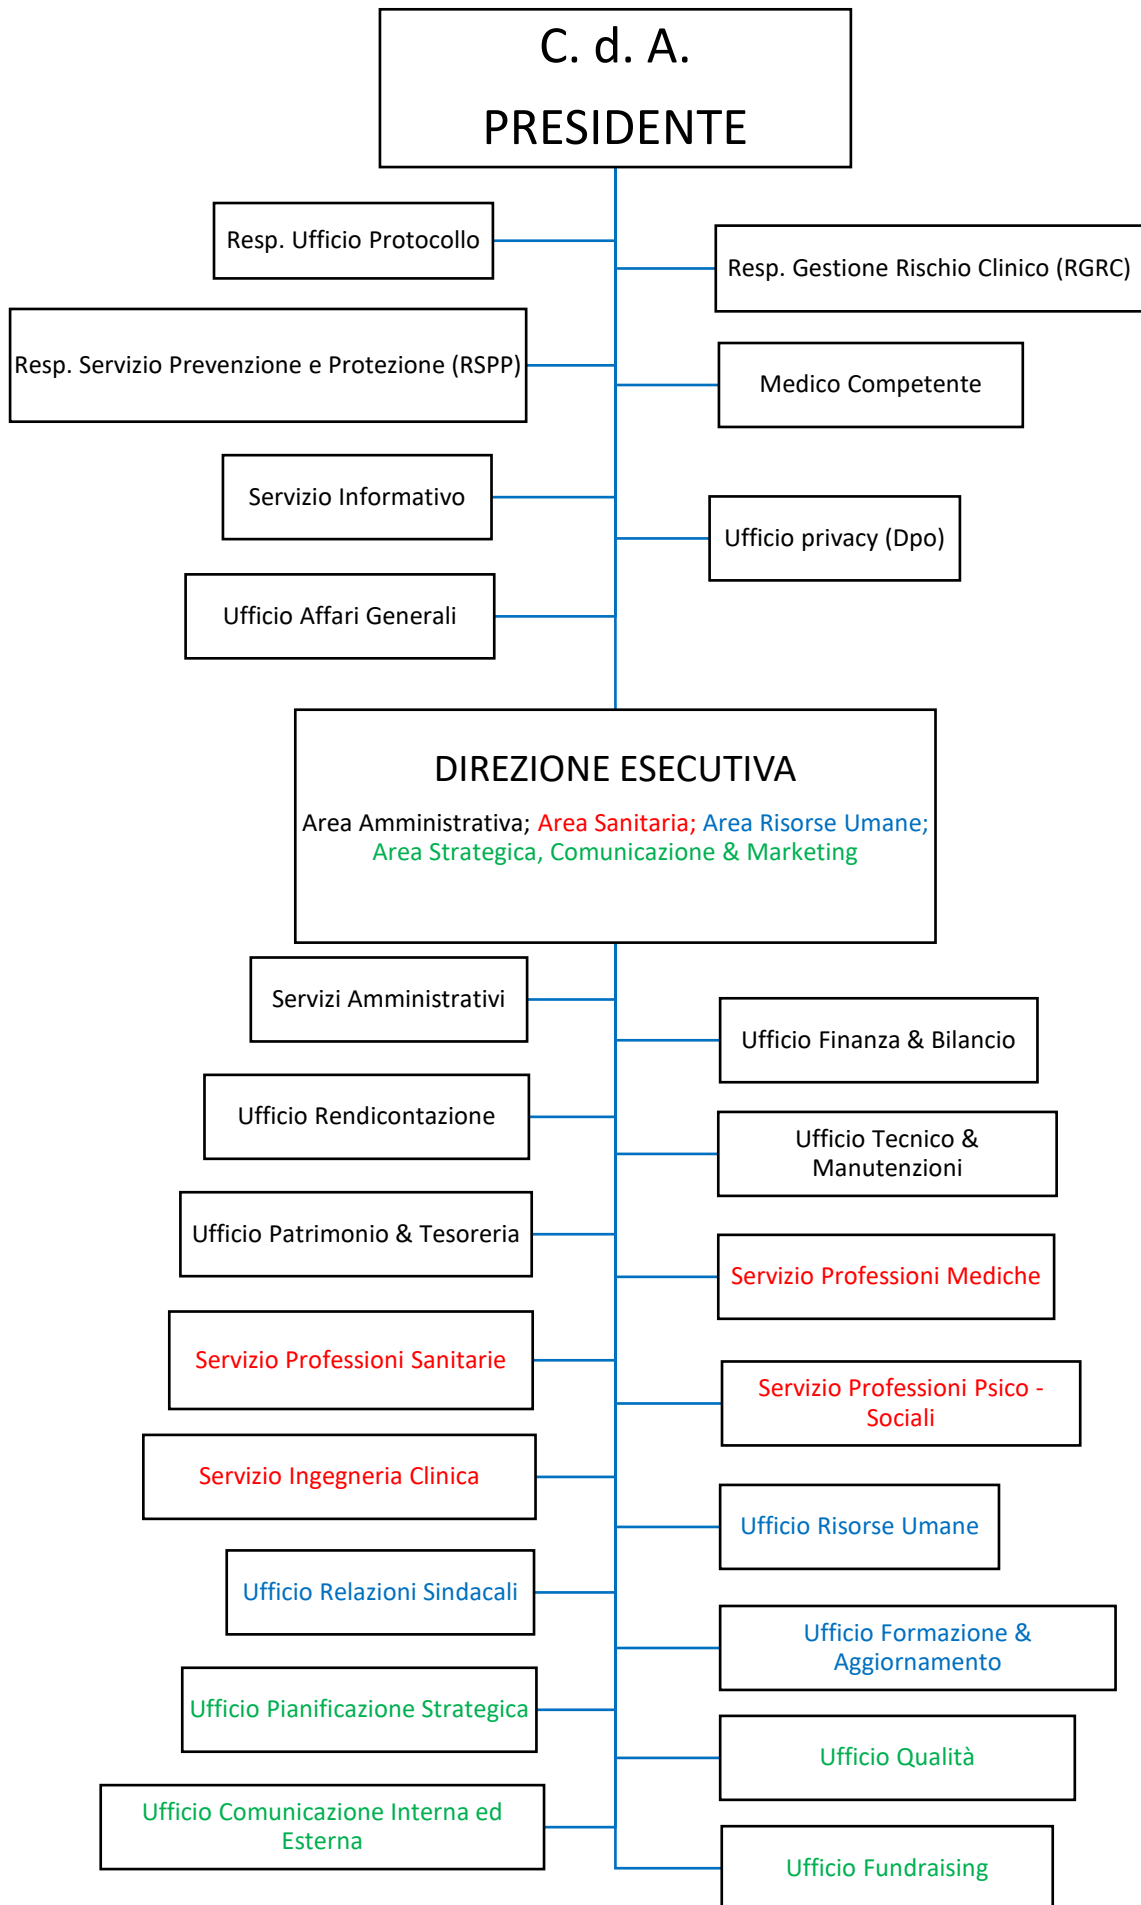 C. d. A.
PRESIDENTE
Resp. Ufficio Protocollo
Resp. Gestione Rischio Clinico (RGRC)
Resp. Servizio Prevenzione e Protezione (RSPP)
Medico Competente
Servizio Informativo
Ufficio privacy (Dpo)
Ufficio Affari Generali
DIREZIONE ESECUTIVA
Area Amministrativa; Area Sanitaria; Area Risorse Umane;
Area Strategica, Comunicazione & Marketing
Servizi Amministrativi
Ufficio Finanza & Bilancio
Ufficio Rendicontazione
Ufficio Tecnico &
Manutenzioni
Ufficio Patrimonio & Tesoreria
Servizio Professioni Mediche
Servizio Professioni Sanitarie
Servizio Professioni Psico -
Sociali
Servizio Ingegneria Clinica
Ufficio Risorse Umane
Ufficio Relazioni Sindacali
Ufficio Formazione &
Aggiornamento
Ufficio Pianificazione Strategica
Ufficio Qualità
Ufficio Comunicazione Interna ed
Esterna
Ufficio Fundraising